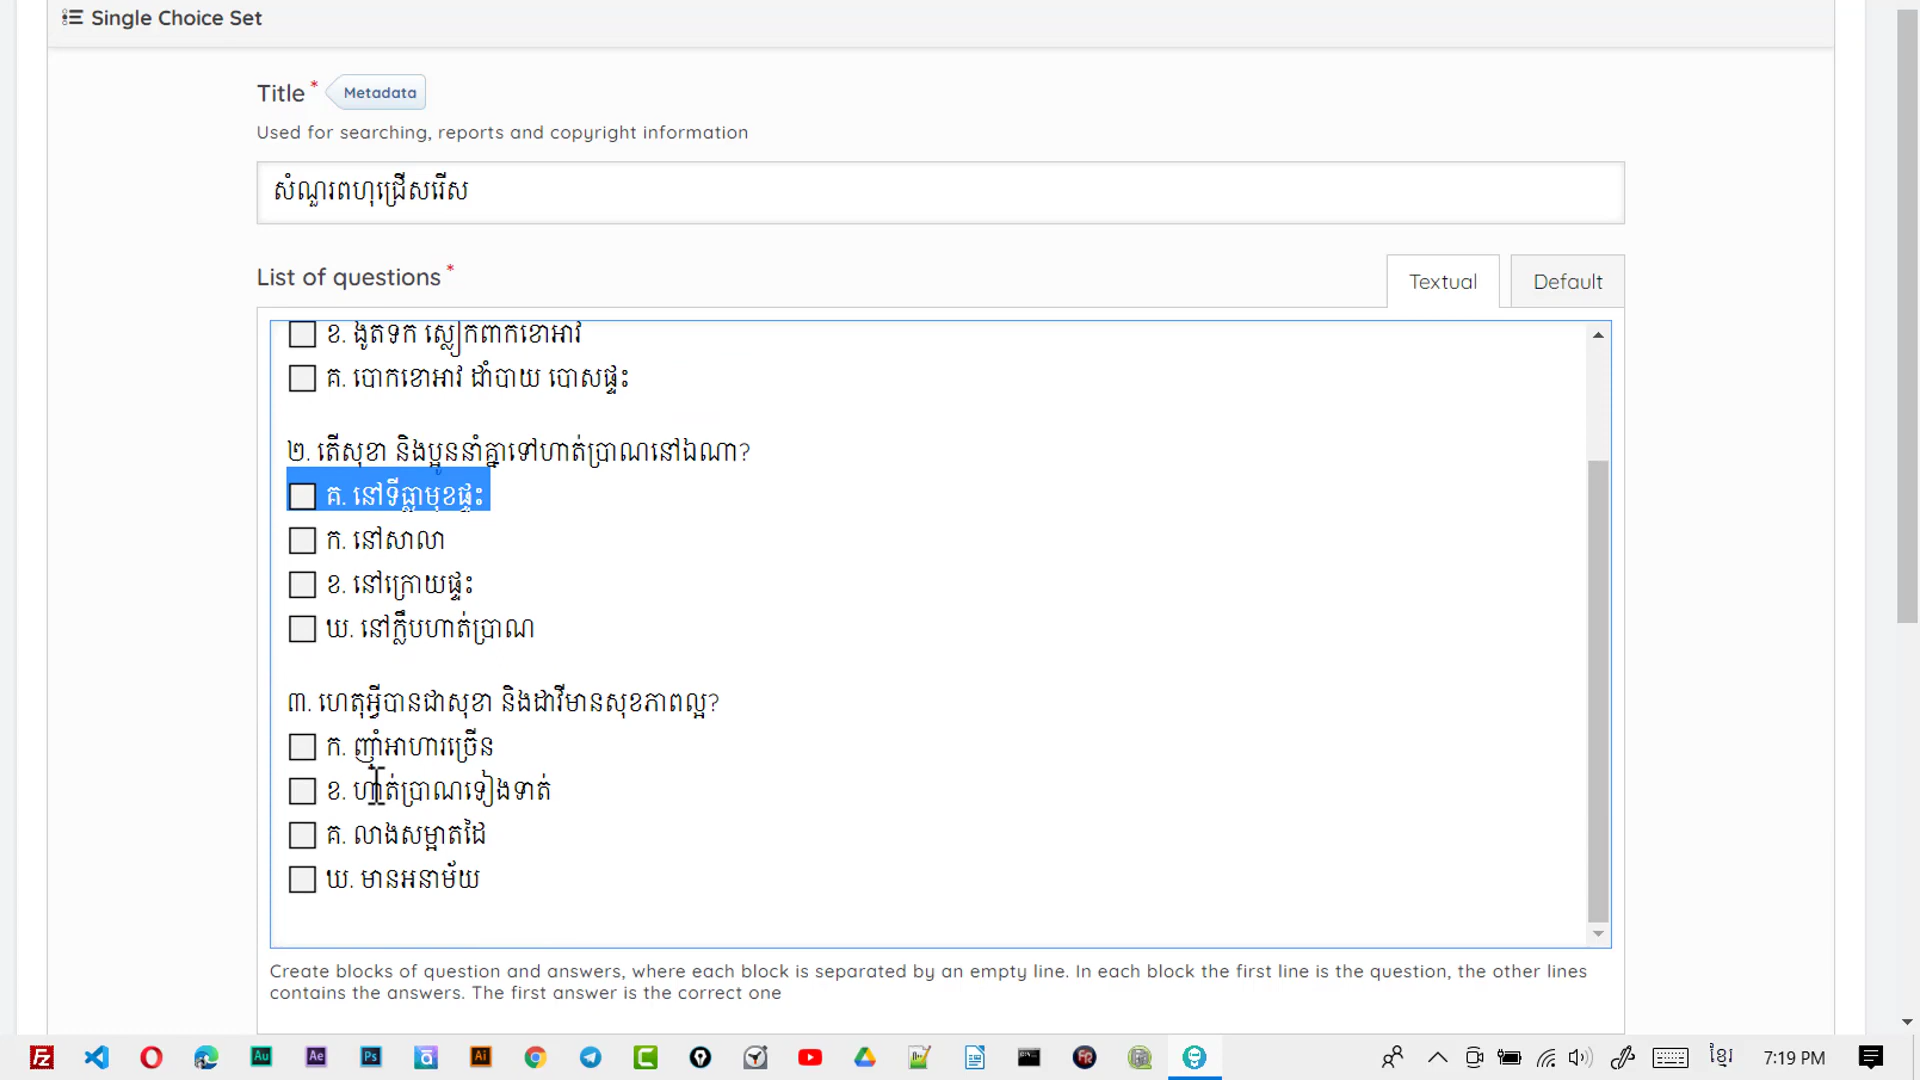 Single Choice Set
Title * Metadata
Used for searching, reports and copyright information
សំណួរពហុជ្រើសរើស
List of questions *
Textual
Default
☐ ខ. ងូតទឹក ស្លៀកពាក់ខោអាវ
☐ គ. បោកខោអាវ ដាំបាយ បោសផ្ទះ
២. តើសុខា និងប្អូននាំគ្នាទៅហាត់ប្រាណនៅឯណា?
☐ គ. នៅទីធ្លាមុខផ្ទះ
☐ ក. នៅសាលា
☐ ខ. នៅក្រោយផ្ទះ
☐ ឃ. នៅក្លឹបហាត់ប្រាណ
៣. ហេតុអ្វីបានជាសុខា និងដាវីមានសុខភាពល្អ?
☐ ក. ញ៉ាំអាហារច្រើន
☐ ខ. ហាត់ប្រាណទៀងទាត់
☐ គ. លាងសម្អាតដៃ
☐ ឃ. មានអនាម័យ
Create blocks of question and answers, where each block is separated by an empty line. In each block the first line is the question, the other lines
contains the answers. The first answer is the correct one
Fz Au Ae Ps a Ai ខ្មែរ 7:19 PM